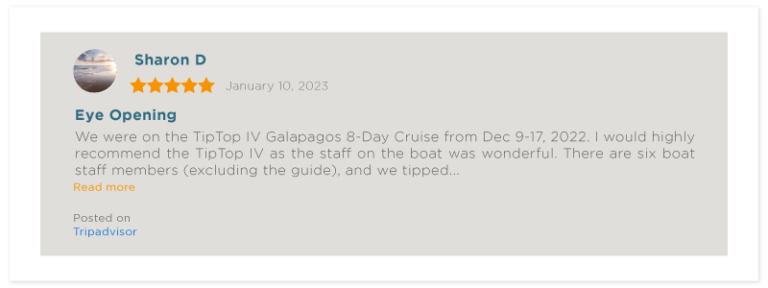 Sharon D
January 10, 2023
Eye Opening
We were on the TipTop IV Galapagos 8-Day Cruise from Dec 9-17, 2022. I would highly
recommend the TipTop IV as the staff on the boat was wonderful. There are six boat
staff members (excluding the guide), and we tipped...
Read more
Posted on
Tripadvisor